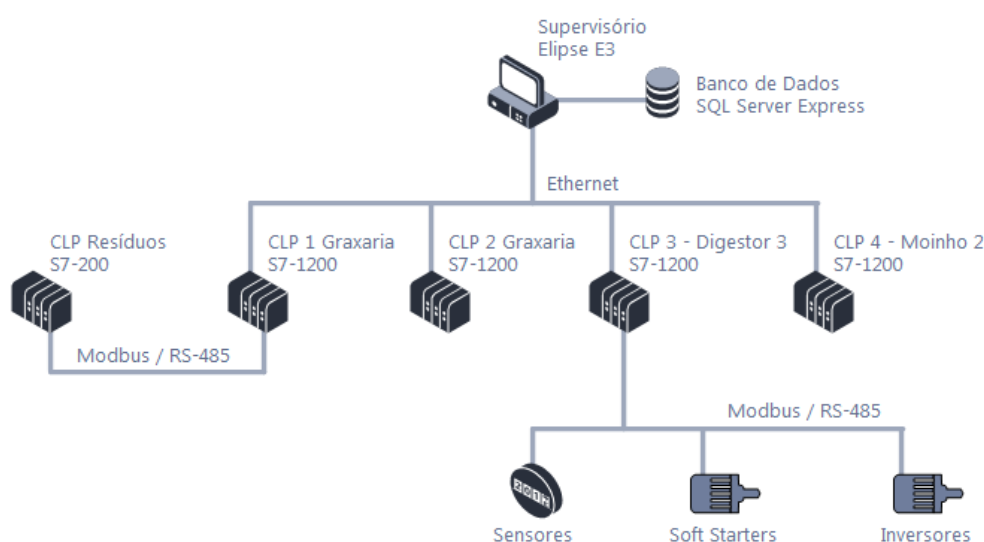 Supervisório
Elipse E3
Banco de Dados
SQL Server Express
Ethernet
CLP Resíduos
S7-200
CLP 1 Graxaria
S7-1200
CLP 2 Graxaria
S7-1200
CLP 3 - Digestor 3
S7-1200
CLP 4 - Moinho 2
S7-1200
Modbus / RS-485
Modbus / RS-485
Sensores
Soft Starters
Inversores